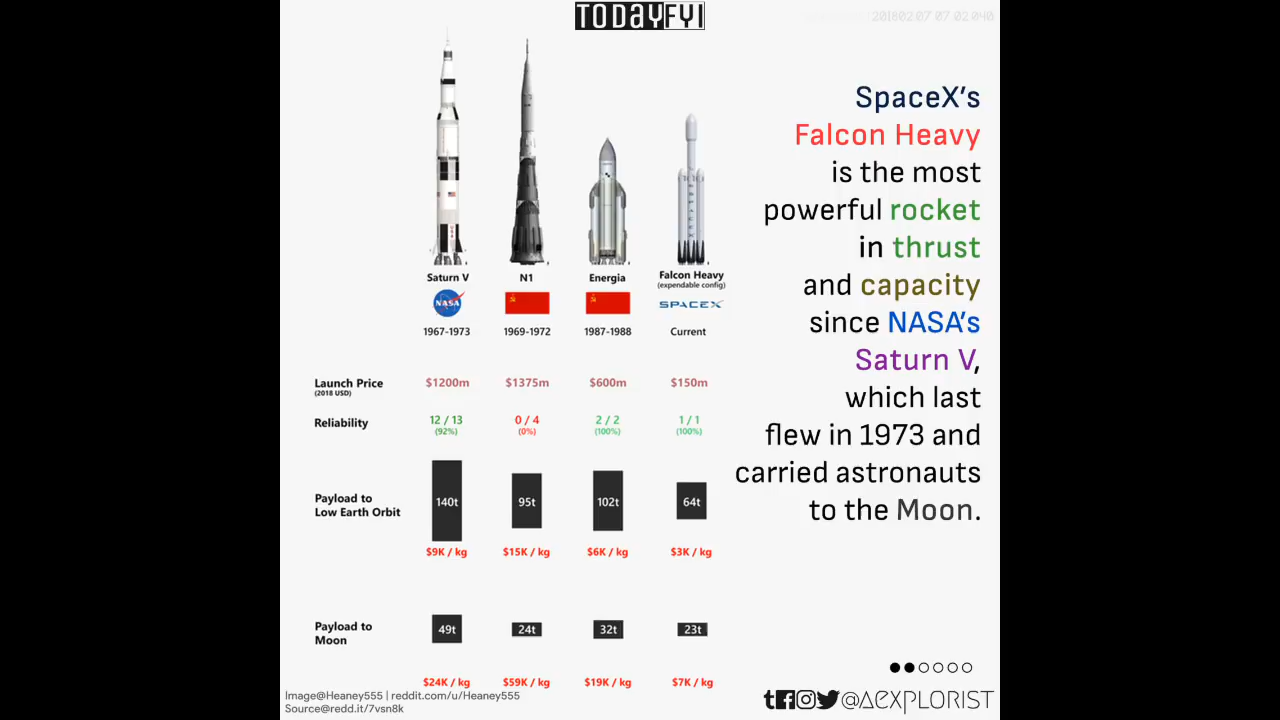 TODAYFYI
201802 07 07 02 040
SpaceX's
Falcon Heavy
is the most
powerful rocket
in thrust
and capacity
since NASA's
Saturn V,
which last
flew in 1973 and
carried astronauts
to the Moon.
Saturn V N1 Energia Falcon Heavy
(expendable config)
NASA SPACEX
1967-1973 1969-1972 1987-1988 Current
Launch Price $1200m $1375m $600m $150m
(2018 USD)
Reliability 12 / 13 0 / 4 2 / 2 1 / 1
(92%) (0%) (100%) (100%)
Payload to
Low Earth Orbit 140t 95t 102t 64t
$9K / kg $15K / kg $6K / kg $3K / kg
Payload to
Moon 49t 24t 32t 23t
$24K / kg $59K / kg $19K / kg $7K / kg
Image@Heaney555 | reddit.com/u/Heaney555
Source@redd.it/7vsn8k
@AEXPLORIST